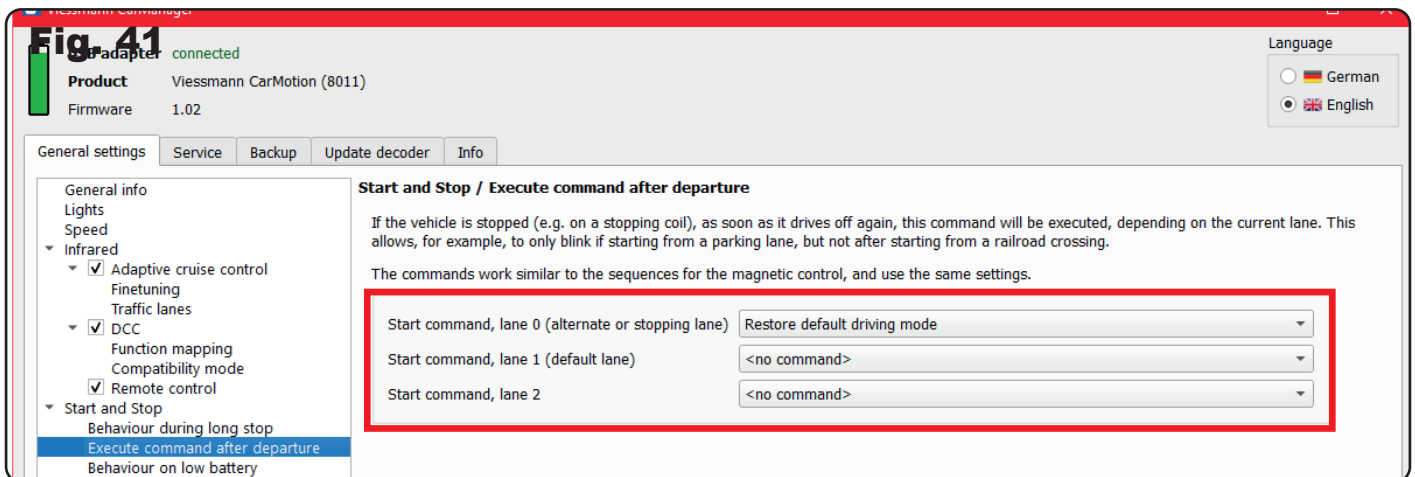 Viessmann CarManager
Fig. 41
USB adapter connected
Product Viessmann CarMotion (8011)
Firmware 1.02
Language
German
English
General settings Service Backup Update decoder Info
General info
Lights
Speed
Infrared
Adaptive cruise control
Finetuning
Traffic lanes
DCC
Function mapping
Compatibility mode
Remote control
Start and Stop
Behaviour during long stop
Execute command after departure
Behaviour on low battery
Start and Stop / Execute command after departure
If the vehicle is stopped (e.g. on a stopping coil), as soon as it drives off again, this command will be executed, depending on the current lane. This
allows, for example, to only blink if starting from a parking lane, but not after starting from a railroad crossing.
The commands work similar to the sequences for the magnetic control, and use the same settings.
Start command, lane 0 (alternate or stopping lane) Restore default driving mode
Start command, lane 1 (default lane) <no command>
Start command, lane 2 <no command>